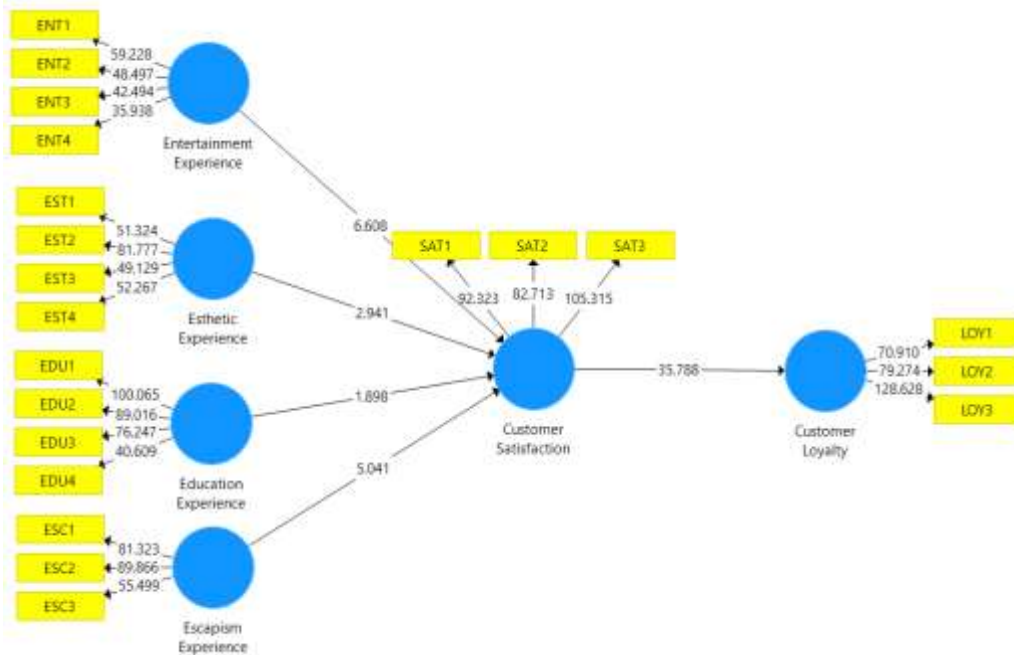 ENT1
59.228
ENT2
48.497
42.494
ENT3
35.938
ENT4
Entertainment
Experience
6.608
EST1
51.324
EST2
81.777
49.129
EST3
52.267
EST4
Esthetic
Experience
2.941
SAT1
SAT2
SAT3
92.323
82.713
105.315
EDU1
100.065
EDU2
89.016
76.247
EDU3
40.609
EDU4
Education
Experience
1.898
Customer
Satisfaction
35.788
Customer
Loyalty
LOY1
70.910
79.274
LOY2
128.628
LOY3
5.041
ESC1
81.323
ESC2
89.866
55.499
ESC3
Escapism
Experience